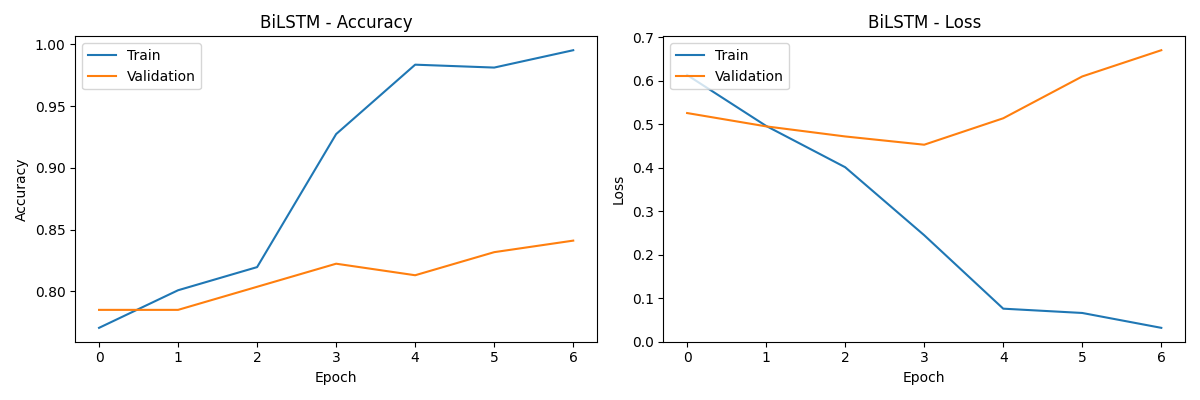 BiLSTM - Accuracy
Train
Validation
1.00
0.95
0.90
0.85
0.80
Accuracy
0 1 2 3 4 5 6
Epoch
BiLSTM - Loss
Train
Validation
0.7
0.6
0.5
0.4
0.3
0.2
0.1
0.0
Loss
0 1 2 3 4 5 6
Epoch